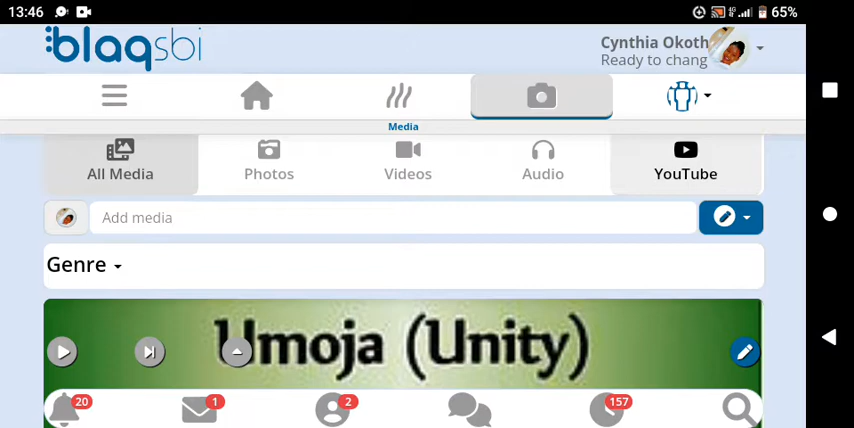 13:46
4G
65%
blaqsbi
Cynthia Okoth
Ready to chang
Media
All Media
Photos
Videos
Audio
YouTube
Add media
Genre
Umoja (Unity)
20
1
2
157